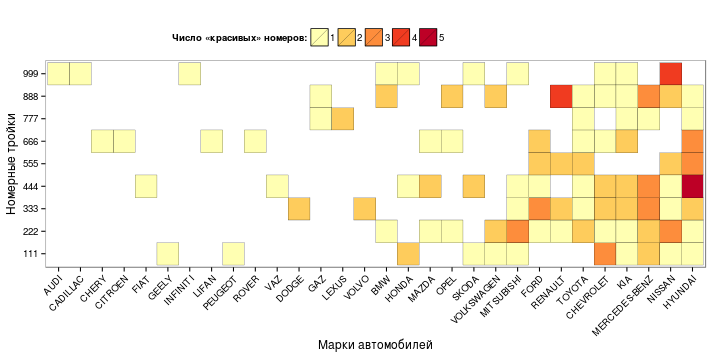 Число «красивых» номеров: 1 2 3 4 5
Номерные тройки
999
888
777
666
555
444
333
222
111
AUDI CADILLAC CHERY CITROEN FIAT GEELY INFINITI LIFAN PEUGEOT ROVER VAZ DODGE GAZ LEXUS VOLVO BMW HONDA MAZDA OPEL SKODA VOLKSWAGEN MITSUBISHI FORD RENAULT TOYOTA CHEVROLET KIA MERCEDES-BENZ NISSAN HYUNDAI
Марки автомобилей